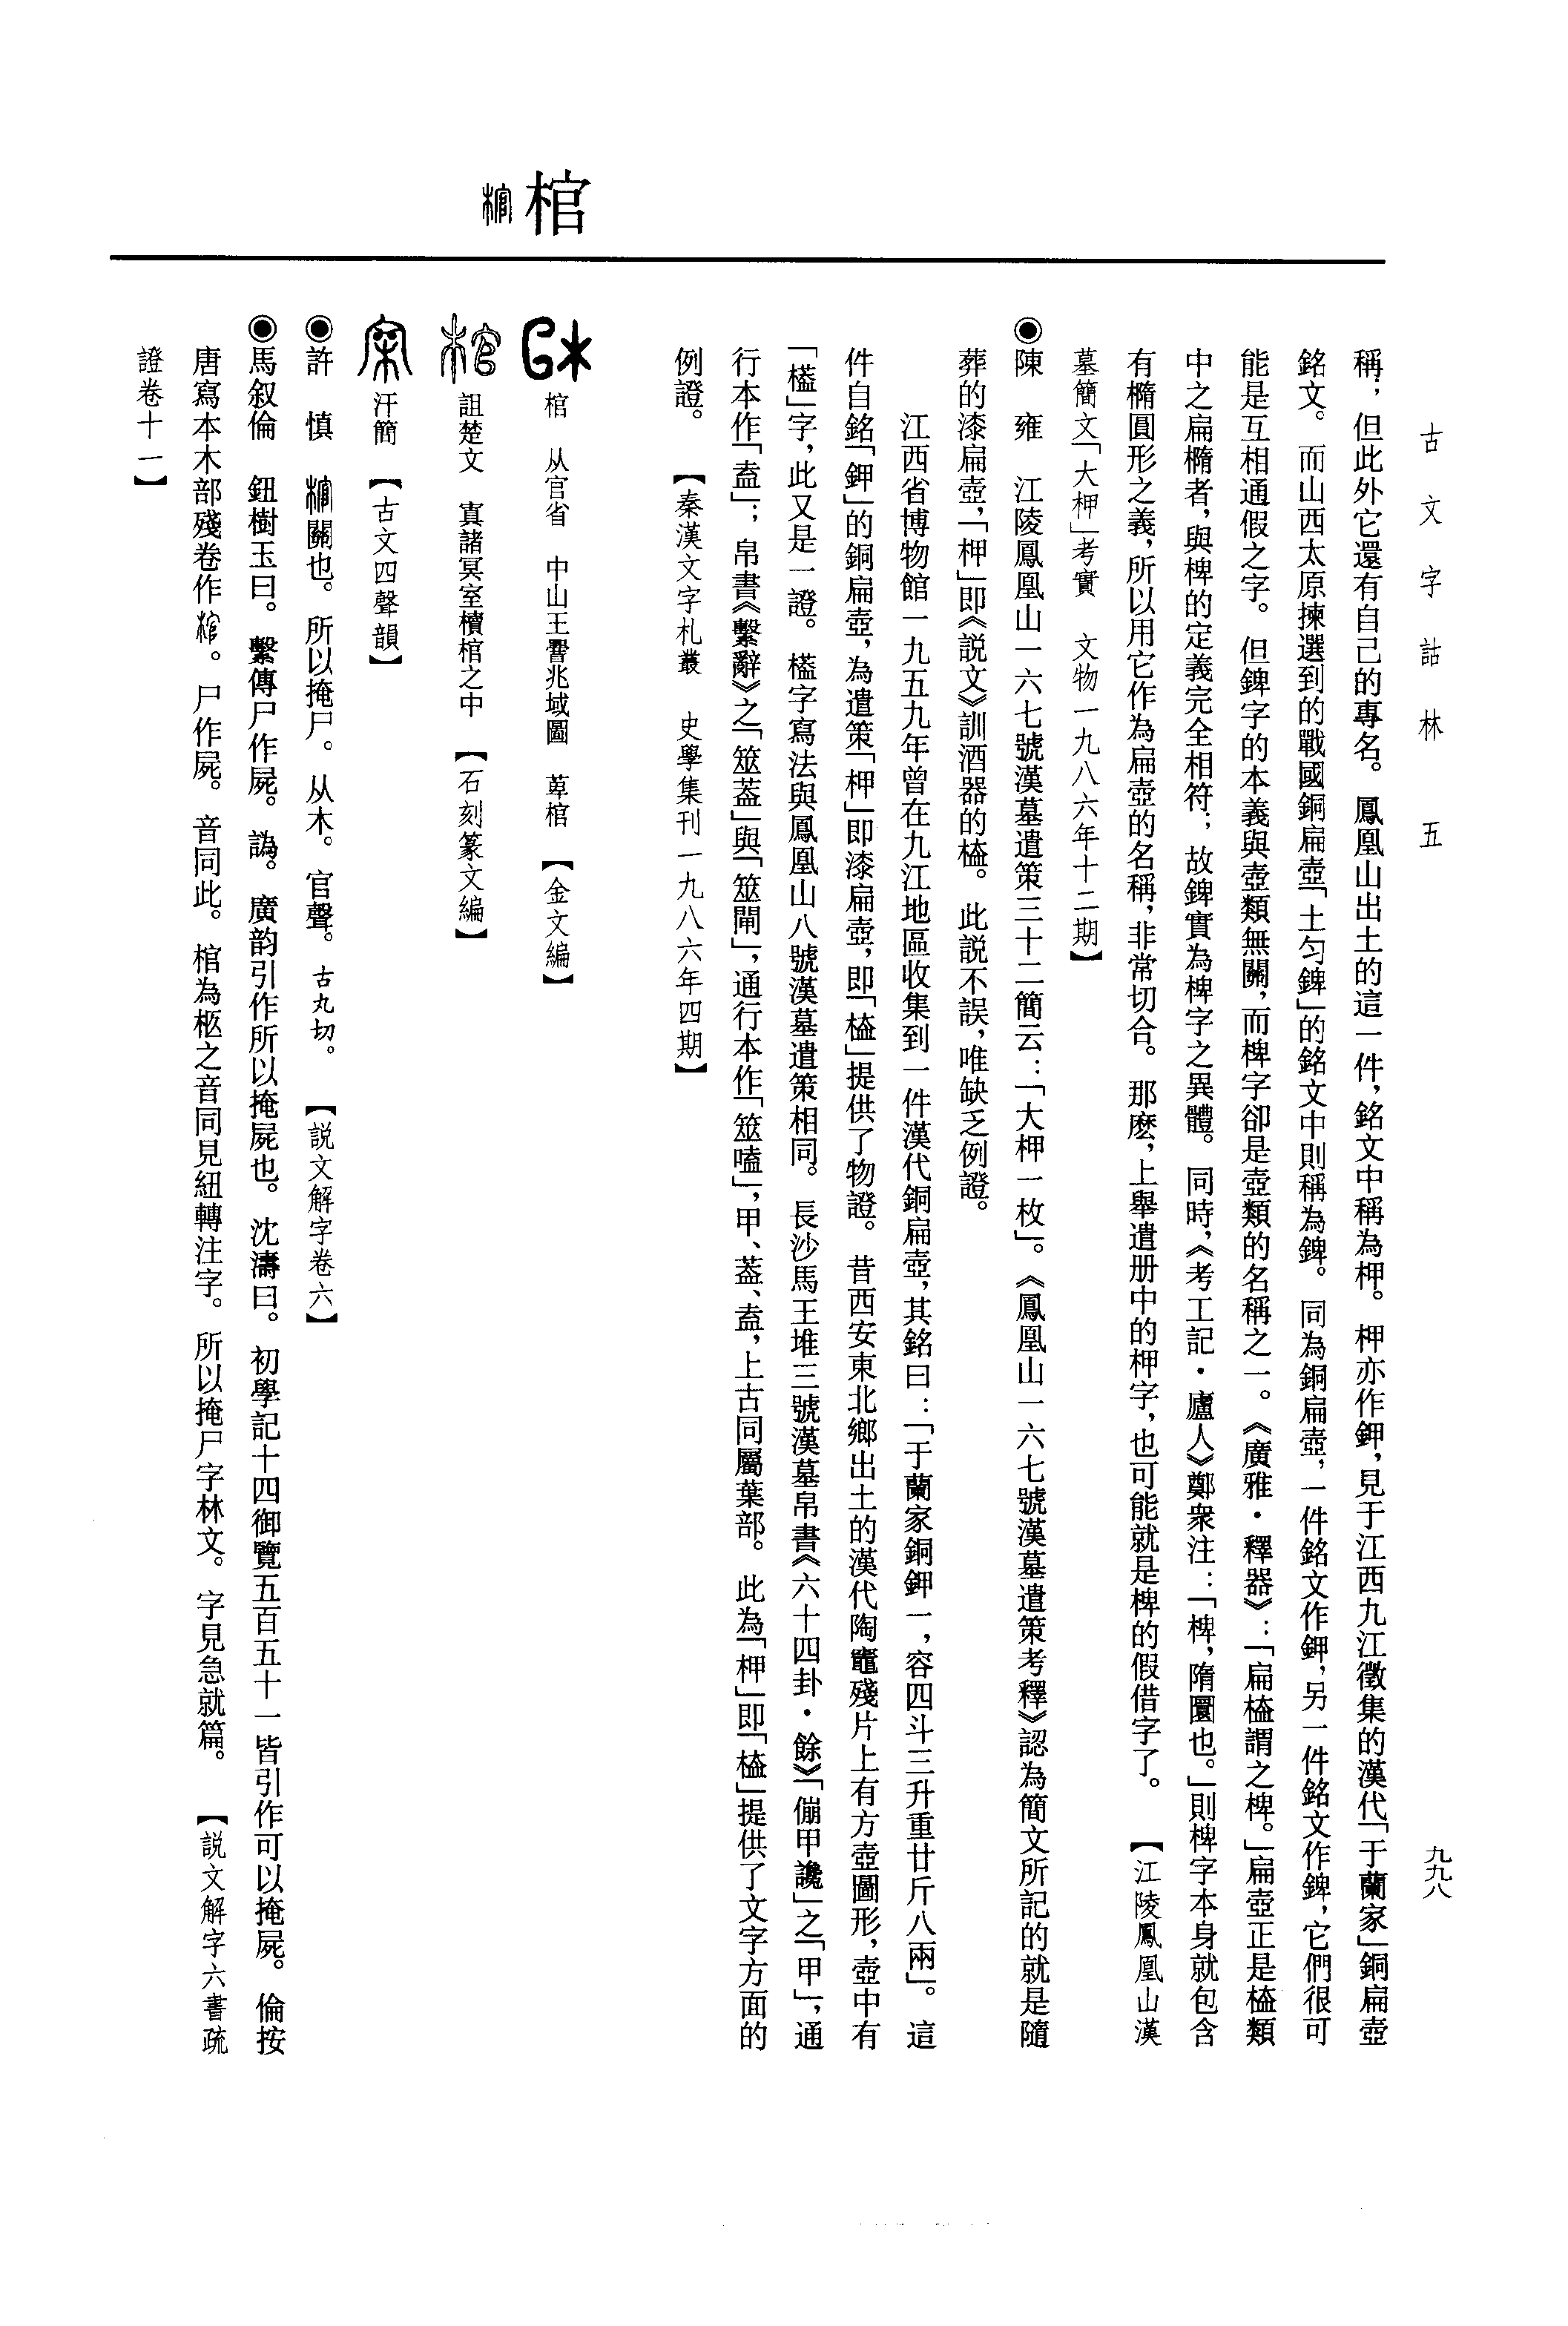 古文字詁林 五
九九八
棺
稱；但此外它還有自己的專名。鳳凰山出土的這一件，銘文中稱為柙。柙亦作鉀，見于江西九江徵集的漢代「于蘭家」銅扁壺
銘文。而山西太原揀選到的戰國銅扁壺「土匀錍」的銘文中則稱為錍。同為銅扁壺，一件銘文作鉀，另一件銘文作錍，它們很可
能是互相通假之字。但錍字的本義與壺類無關，而椑字卻是壺類的名稱之一。《廣雅·釋器》：「扁榼謂之椑。」扁壺正是榼類
中之扁橢者，與椑的定義完全相符；故錍實為椑字之異體。同時，《考工記·廬人》鄭衆注：「椑，隋圜也。」則椑字本身就包含
有橢圓形之義，所以用它作為扁壺的名稱，非常切合。那麽，上舉遣册中的柙字，也可能就是椑的假借字了。【江陵鳳凰山漢
墓簡文「大柙」考實　文物一九八六年十二期】
◉陳　雍　江陵鳳凰山一六七號漢墓遣策三十二簡云：「大柙一枚」。《鳳凰山一六七號漢墓遣策考釋》認為簡文所記的就是隨
葬的漆扁壺，「柙」即《説文》訓酒器的榼。此説不誤，唯缺乏例證。
江西省博物館一九五九年曾在九江地區收集到一件漢代銅扁壺，其銘曰：「于蘭家銅鉀一，容四斗三升重廿斤八兩」。這
件自銘「鉀」的銅扁壺，為遣策「柙」即漆扁壺，即「榼」提供了物證。昔西安東北鄉出土的漢代陶竈殘片上有方壺圖形，壺中有
「榼」字，此又是一證。榼字寫法與鳳凰山八號漢墓遣策相同。長沙馬王堆三號漢墓帛書《六十四卦·餘》「傰甲讒」之「甲」，通
行本作「盍」；帛書《繫辭》之「筮蓋」與「筮閘」，通行本作「筮嗑」，甲、蓋、盍，上古同屬葉部。此為「柙」即「榼」提供了文字方面的
例證。【秦漢文字札叢　史學集刊一九八六年四期】
棺　从官省　中山王䰜兆域圖　萆棺　【金文編】
詛楚文　寘諸冥室櫝棺之中　【石刻篆文編】
汗簡　【古文四聲韻】
◉許　慎　關也。所以掩尸。从木。官聲。古丸切。【説文解字卷六】
◉馬叙倫　鈕樹玉曰。繫傳尸作屍。譌。廣韵引作所以掩屍也。沈濤曰。初學記十四御覽五百五十一皆引作可以掩屍。倫按
唐寫本木部殘卷作。尸作屍。音同此。棺為柩之音同見紐轉注字。所以掩尸字林文。字見急就篇。【説文解字六書疏
證卷十一】